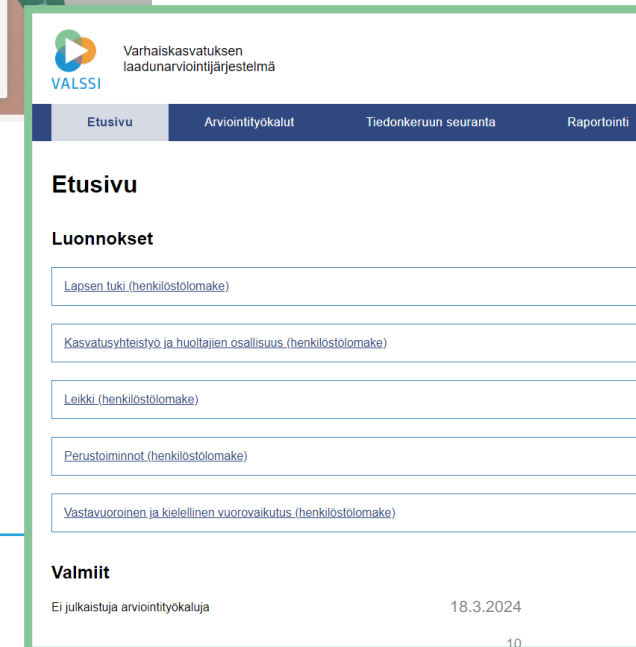 VALSSI
Varhaiskasvatuksen
laadunarviointijärjestelmä
Etusivu Arviointityökalut Tiedonkeruun seuranta Raportointi
Etusivu
Luonnokset
Lapsen tuki (henkilöstölomake)
Kasvatusyhteistyö ja huoltajien osallisuus (henkilöstölomake)
Leikki (henkilöstölomake)
Perustoiminnot (henkilöstölomake)
Vastavuoroinen ja kielellinen vuorovaikutus (henkilöstölomake)
Valmiit
Ei julkaistuja arviointityökaluja
18.3.2024
10